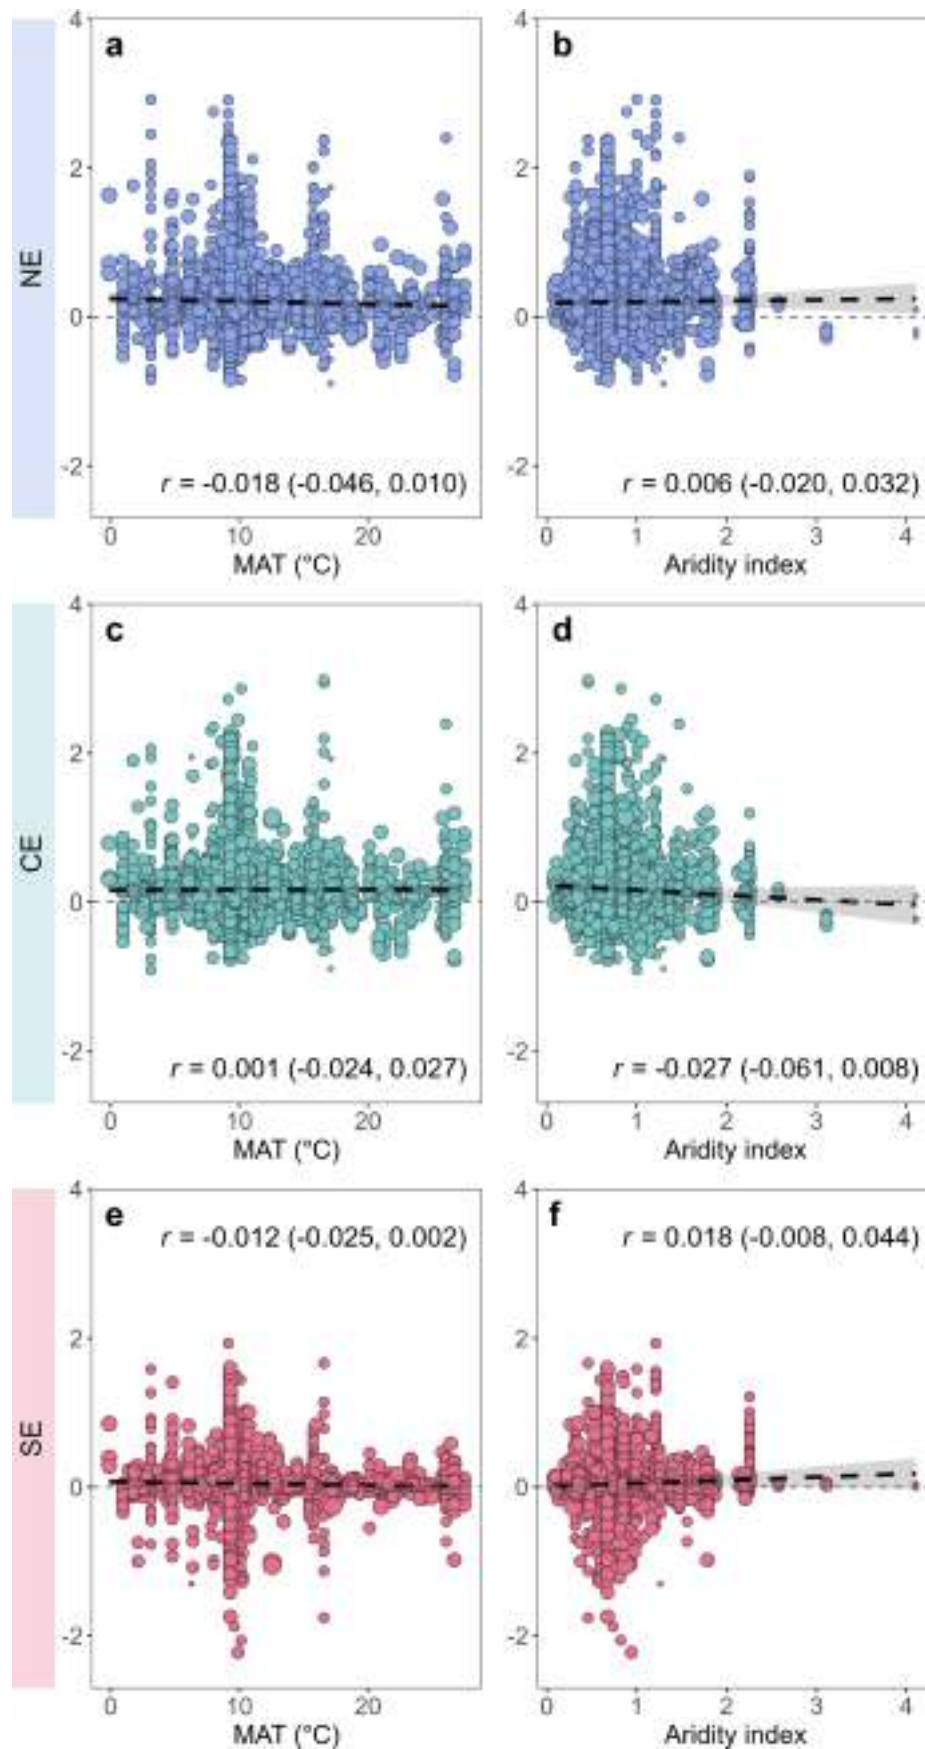 NE
a
4
2
0
-2
r = -0.018 (-0.046, 0.010)
0 10 20
MAT (°C)
b
4
2
0
-2
r = 0.006 (-0.020, 0.032)
0 1 2 3 4
Aridity index
CE
c
4
2
0
-2
r = 0.001 (-0.024, 0.027)
0 10 20
MAT (°C)
d
4
2
0
-2
r = -0.027 (-0.061, 0.008)
0 1 2 3 4
Aridity index
SE
e
4
r = -0.012 (-0.025, 0.002)
2
0
-2
0 10 20
MAT (°C)
f
4
r = 0.018 (-0.008, 0.044)
2
0
-2
0 1 2 3 4
Aridity index